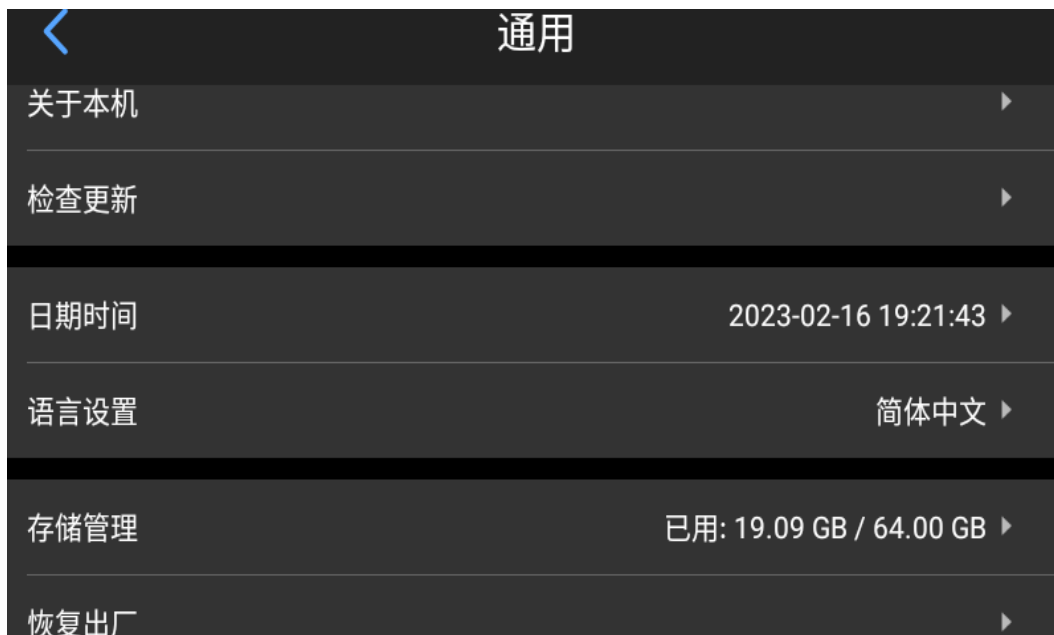 通用
关于本机
检查更新
日期时间 2023-02-16 19:21:43
语言设置 简体中文
存储管理 已用: 19.09 GB / 64.00 GB
恢复出厂